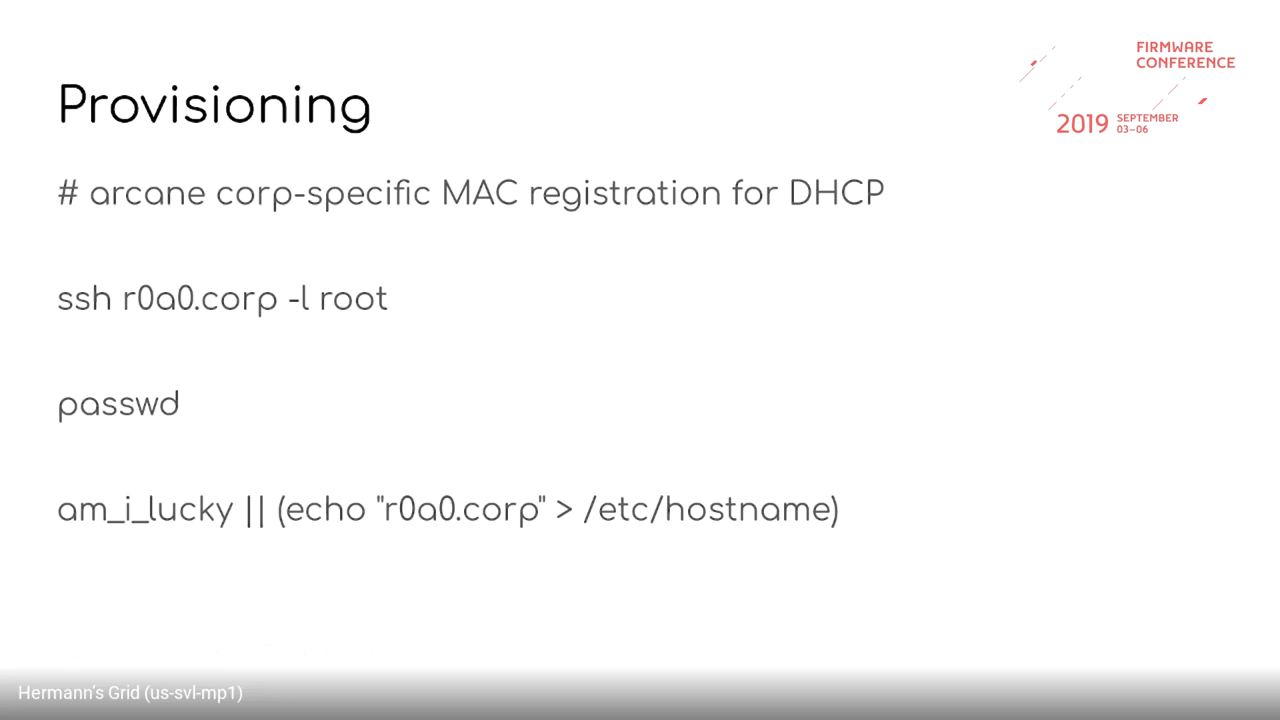 FIRMWARE
CONFERENCE
2019 SEPTEMBER
03–06
Provisioning
# arcane corp-specific MAC registration for DHCP
ssh r0a0.corp -l root
passwd
am_i_lucky || (echo "r0a0.corp" > /etc/hostname)
Hermann's Grid (us-svl-mp1)